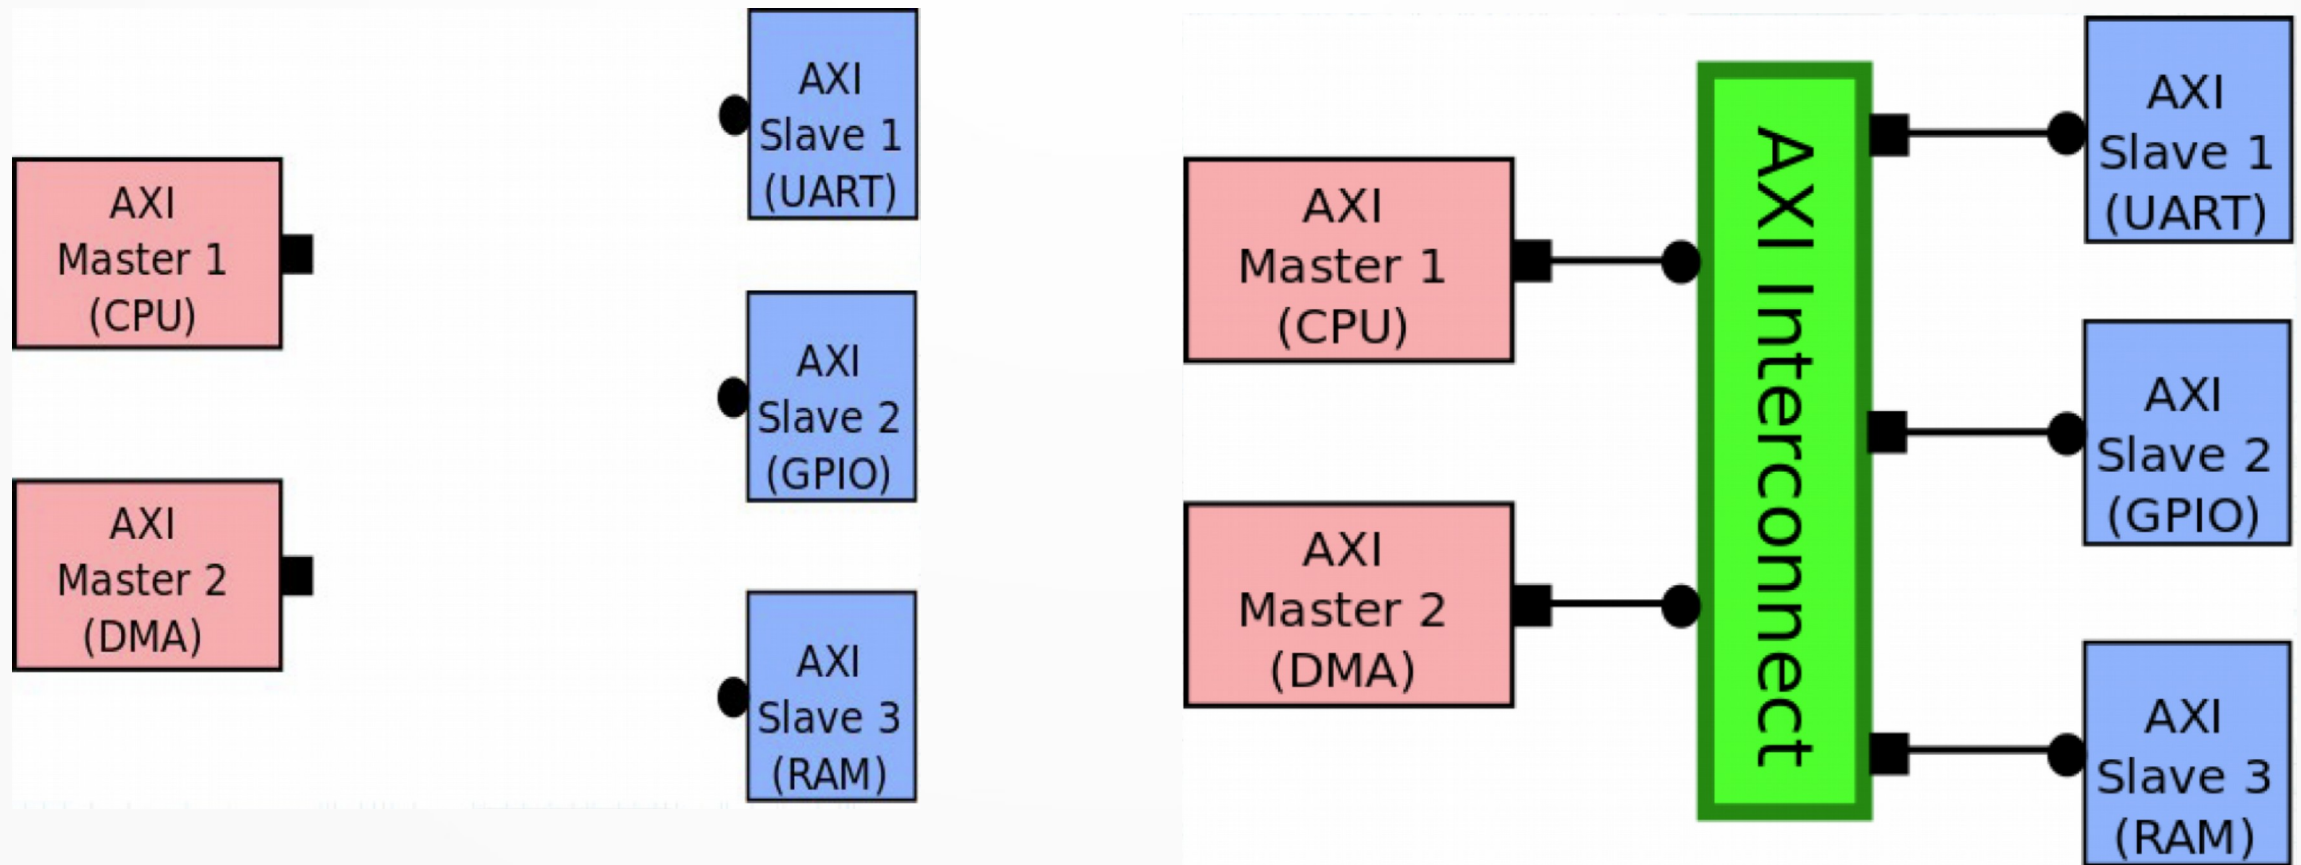 AXI
Master 1
(CPU)
AXI
Master 2
(DMA)
AXI
Slave 1
(UART)
AXI
Slave 2
(GPIO)
AXI
Slave 3
(RAM)
AXI
Master 1
(CPU)
AXI
Master 2
(DMA)
AXI Interconnect
AXI
Slave 1
(UART)
AXI
Slave 2
(GPIO)
AXI
Slave 3
(RAM)